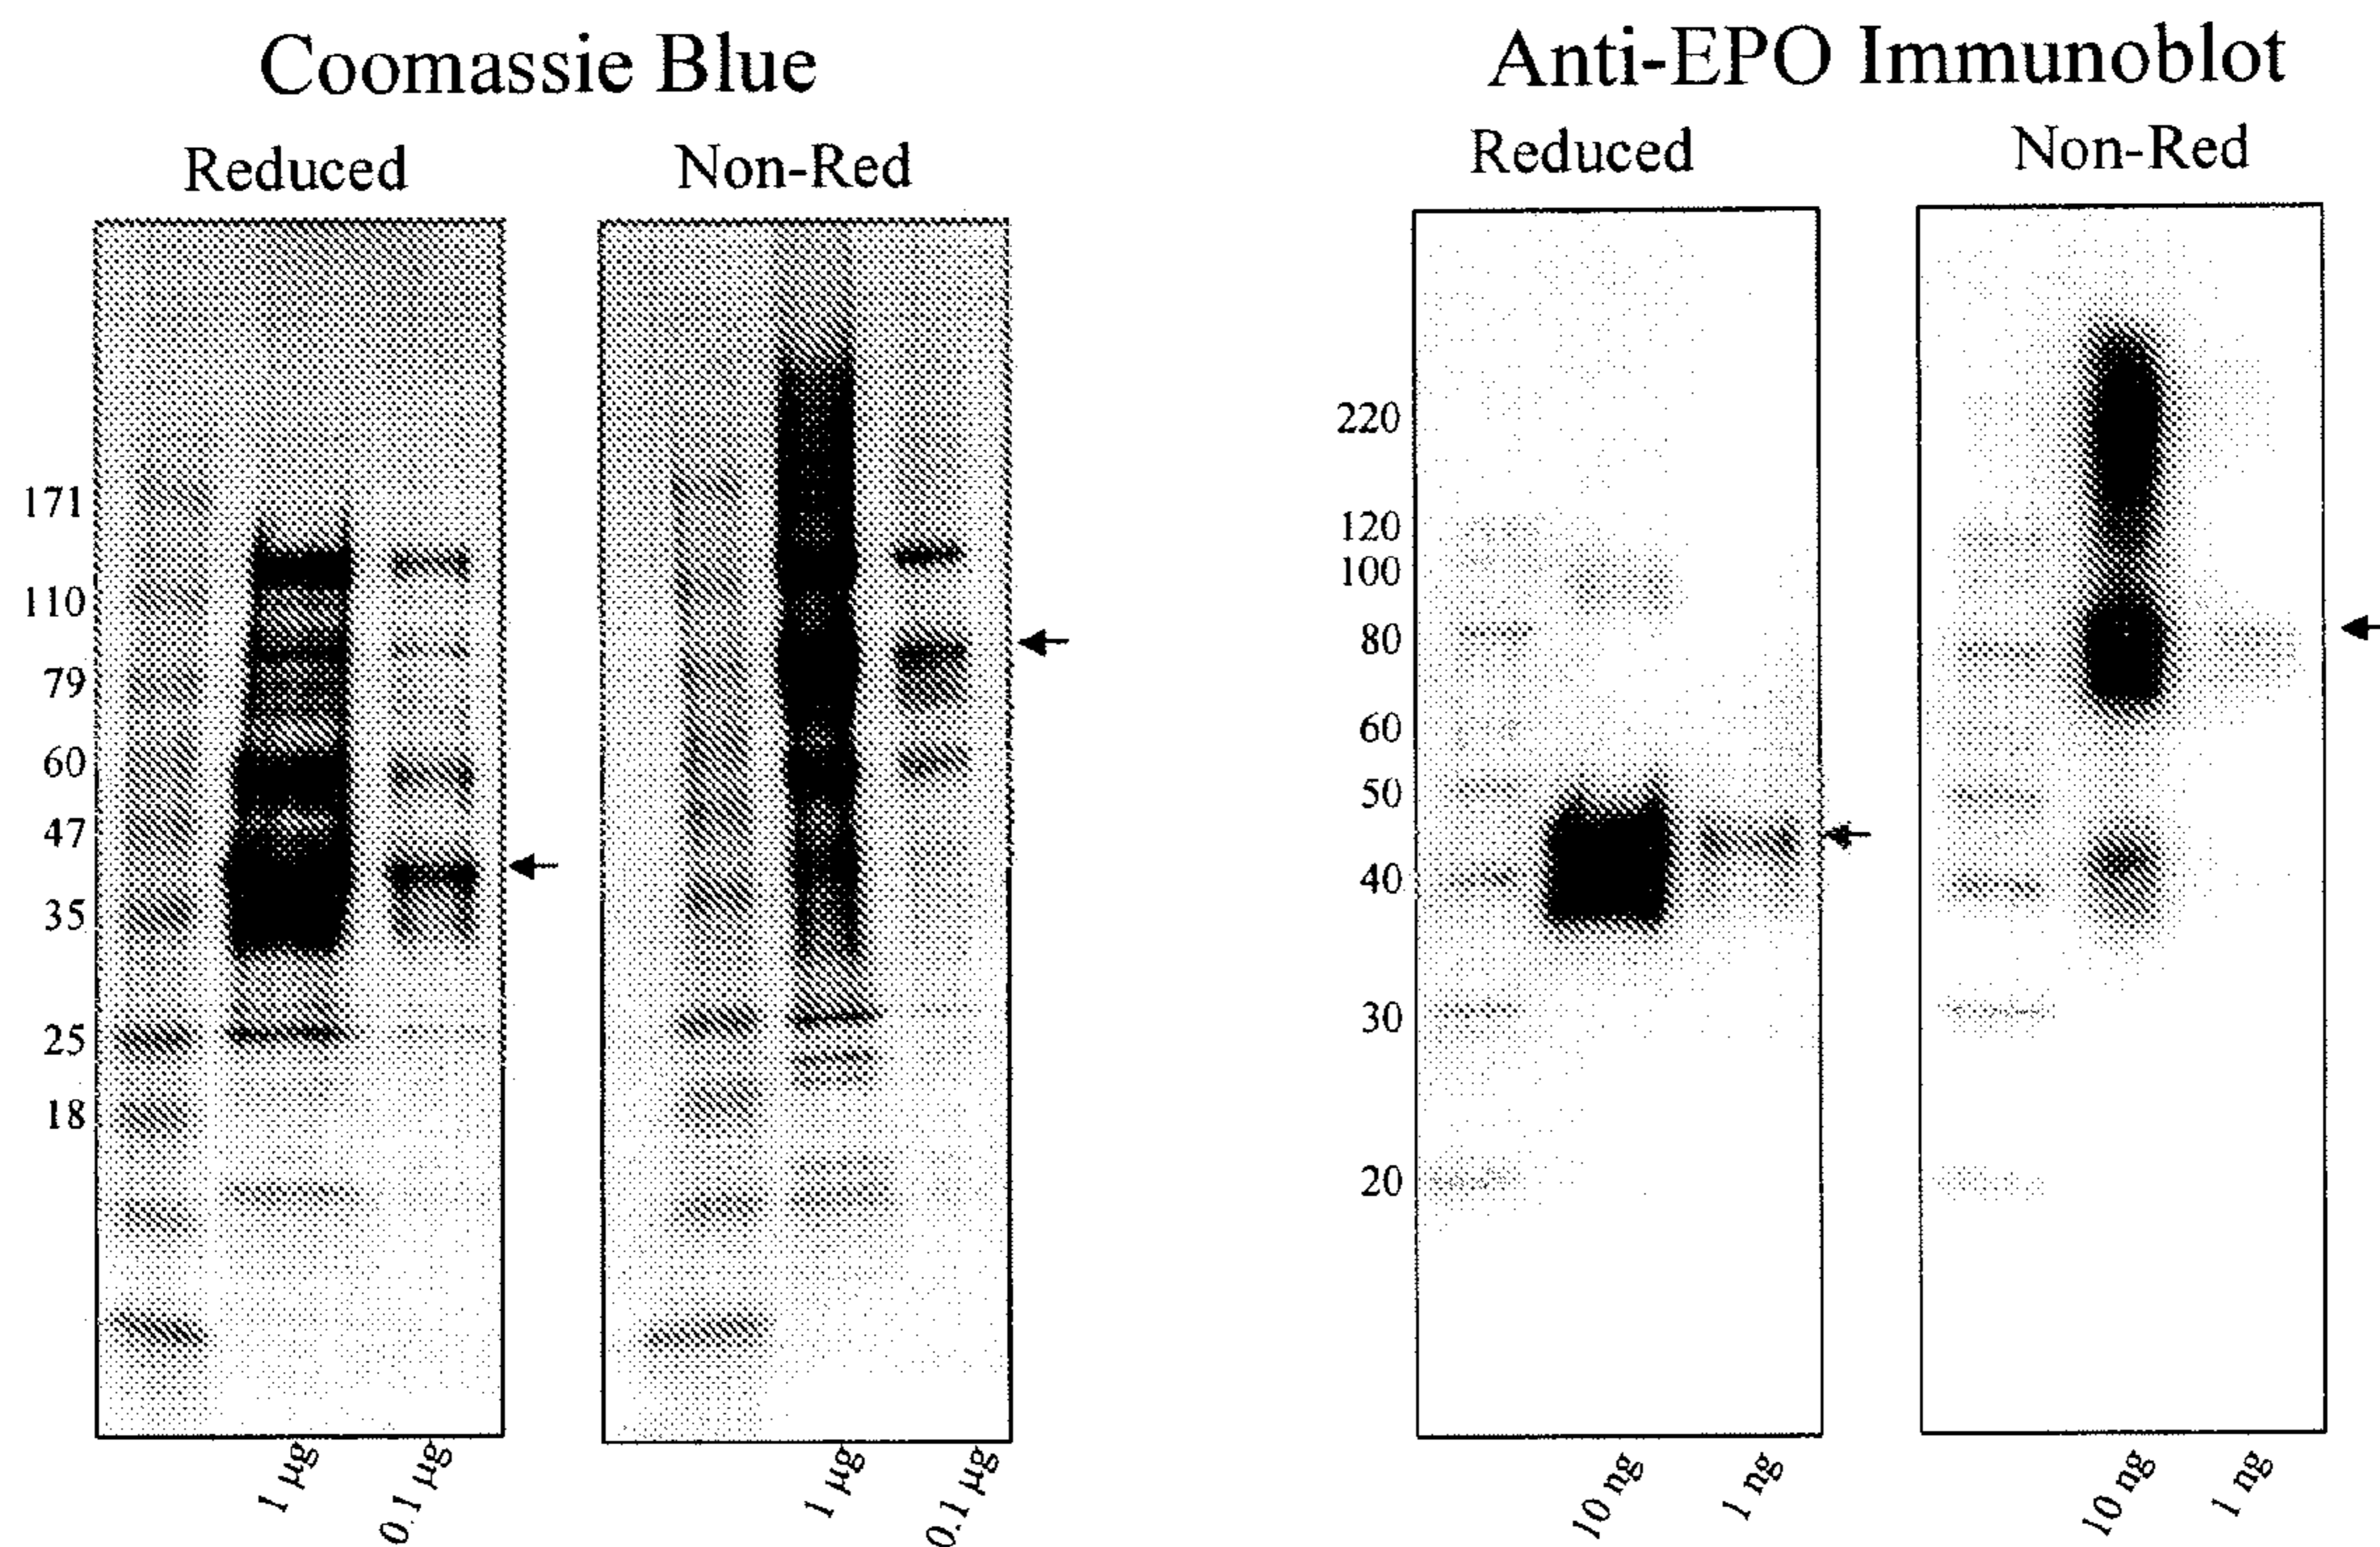 Coomassie Blue
Reduced
Non-Red
171
110
79
60
47
35
25
18
1 µg
0.1 µg
1 µg
0.1 µg
Anti-EPO Immunoblot
Reduced
Non-Red
220
120
100
80
60
50
40
30
20
10 ng
1 ng
10 ng
1 ng